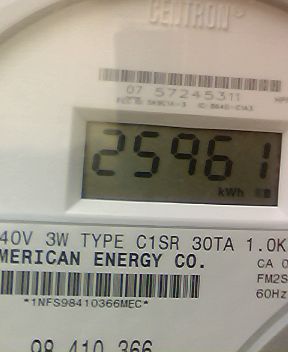 CENTRON
07 57245311
25961
kWh
40V 3W TYPE C1SR 30TA 1.0K
MERICAN ENERGY CO.
CA 0
FM2S
60Hz
*1NFS98410366MEC*
98 410 366